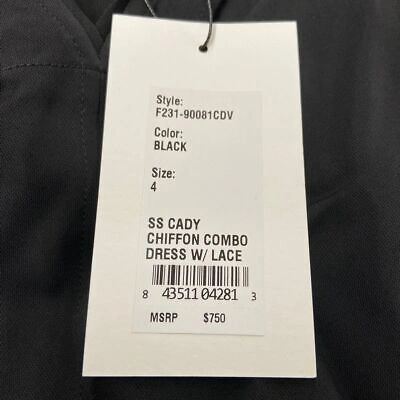 Style:
F231-90081CDV
Color:
BLACK
Size:
4
SS CADY
CHIFFON COMBO
DRESS W/ LACE
8 43511 04281 3
MSRP $750